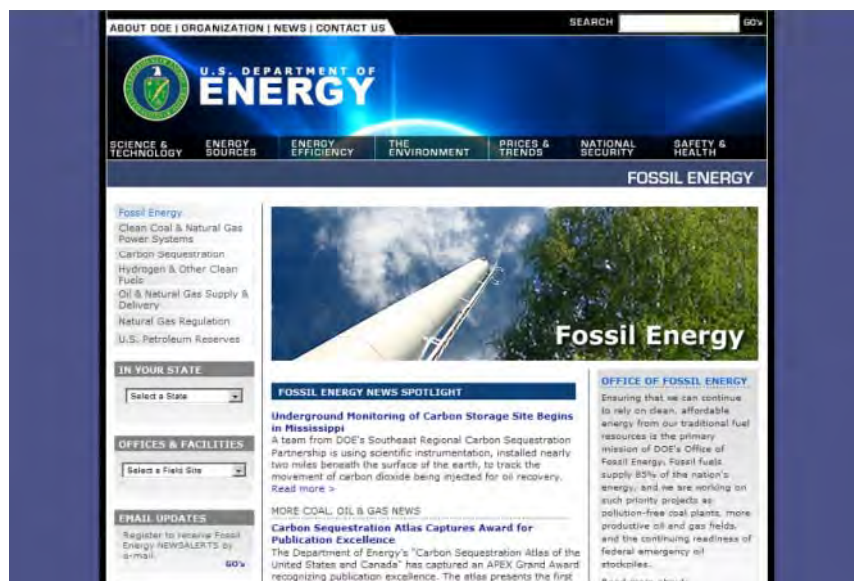 ABOUT DOE | ORGANIZATION | NEWS | CONTACT US
SEARCH
GO
U.S. DEPARTMENT OF
ENERGY
SCIENCE &
TECHNOLOGY
ENERGY
SOURCES
ENERGY
EFFICIENCY
THE
ENVIRONMENT
PRICES &
TRENDS
NATIONAL
SECURITY
SAFETY &
HEALTH
FOSSIL ENERGY
Fossil Energy
Clean Coal & Natural Gas
Power Systems
Carbon Sequestration
Hydrogen & Other Clean
Fuels
Oil & Natural Gas Supply &
Delivery
Natural Gas Regulation
U.S. Petroleum Reserves
IN YOUR STATE
Select a State
OFFICES & FACILITIES
Select a Field Site
EMAIL UPDATES
Register to receive Fossil
Energy NEWSALERTS by
e-mail.
GO
Fossil Energy
FOSSIL ENERGY NEWS SPOTLIGHT
Underground Monitoring of Carbon Storage Site Begins
in Mississippi
A team from DOE's Southeast Regional Carbon Sequestration
Partnership is using scientific instrumentation, installed nearly
two miles beneath the surface of the earth, to track the
movement of carbon dioxide being injected for oil recovery.
Read more >
MORE COAL, OIL & GAS NEWS
Carbon Sequestration Atlas Captures Award for
Publication Excellence
The Department of Energy's "Carbon Sequestration Atlas of the
United States and Canada" has captured an APEX Grand Award
recognizing publication excellence. The atlas presents the first
OFFICE OF FOSSIL ENERGY
Ensuring that we can continue
to rely on clean, affordable
energy from our traditional fuel
resources is the primary
mission of DOE's Office of
Fossil Energy. Fossil fuels
supply 85% of the nation's
energy, and we are working on
such priority projects as
pollution-free coal plants, more
productive oil and gas fields,
and the continuing readiness of
federal emergency oil
stockpiles.